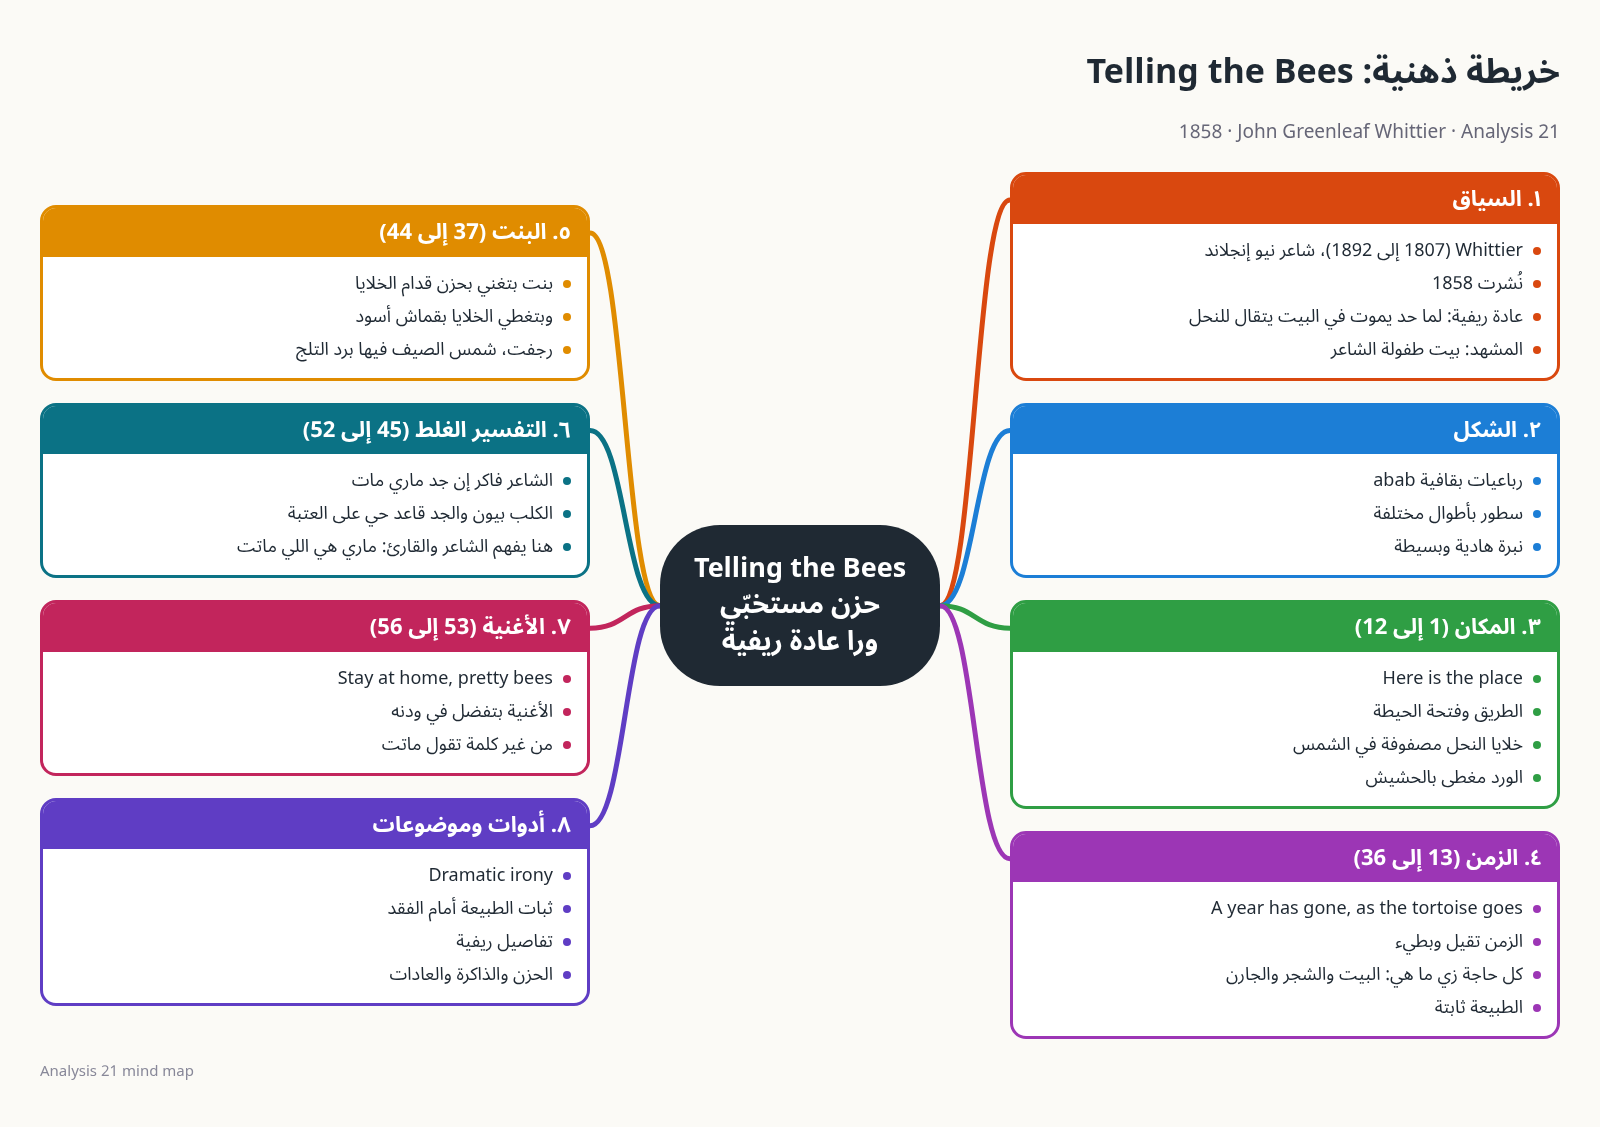 خريطة ذهنية: Telling the Bees
1858 · John Greenleaf Whittier · Analysis 21
١. السياق
Whittier (1807 إلى 1892)، شاعر نيو إنجلاند
نُشرت 1858
عادة ريفية: لما حد يموت في البيت يتقال للنحل
المشهد: بيت طفولة الشاعر
٢. الشكل
رباعيات بقافية abab
سطور بأطوال مختلفة
نبرة هادية وبسيطة
٣. المكان (1 إلى 12)
Here is the place
الطريق وفتحة الحيطة
خلايا النحل مصفوفة في الشمس
الورد مغطى بالحشيش
٤. الزمن (13 إلى 36)
A year has gone, as the tortoise goes
الزمن تقيل وبطيء
كل حاجة زي ما هي: البيت والشجر والجارن
الطبيعة ثابتة
Telling the Bees
حزن مستخبّي
ورا عادة ريفية
٥. البنت (37 إلى 44)
بنت بتغني بحزن قدام الخلايا
وبتغطي الخلايا بقماش أسود
رجفت، شمس الصيف فيها برد التلج
٦. التفسير الغلط (45 إلى 52)
الشاعر فاكر إن جد ماري مات
الكلب بيون والجد قاعد حي على العتبة
هنا يفهم الشاعر والقارئ: ماري هي اللي ماتت
٧. الأغنية (53 إلى 56)
Stay at home, pretty bees
الأغنية بتفضل في ودنه
من غير كلمة تقول ماتت
٨. أدوات وموضوعات
Dramatic irony
ثبات الطبيعة أمام الفقد
تفاصيل ريفية
الحزن والذاكرة والعادات
Analysis 21 mind map